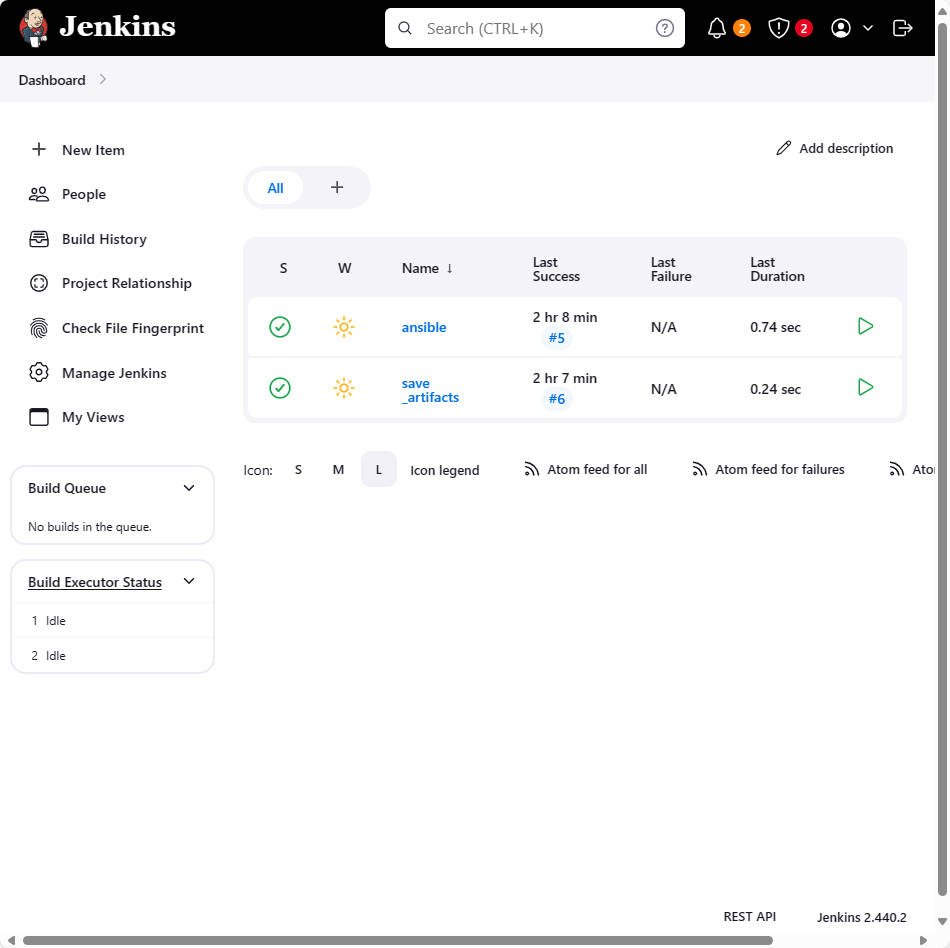 Jenkins
Search (CTRL+K)
?
2
2
Dashboard
New Item
People
Build History
Project Relationship
Check File Fingerprint
Manage Jenkins
My Views
Build Queue
No builds in the queue.
Build Executor Status
1 Idle
2 Idle
Add description
All +
S W Name ↓ Last Success Last Failure Last Duration
ansible 2 hr 8 min #5 N/A 0.74 sec
save
_artifacts 2 hr 7 min #6 N/A 0.24 sec
Icon: S M L Icon legend Atom feed for all Atom feed for failures
REST API Jenkins 2.440.2